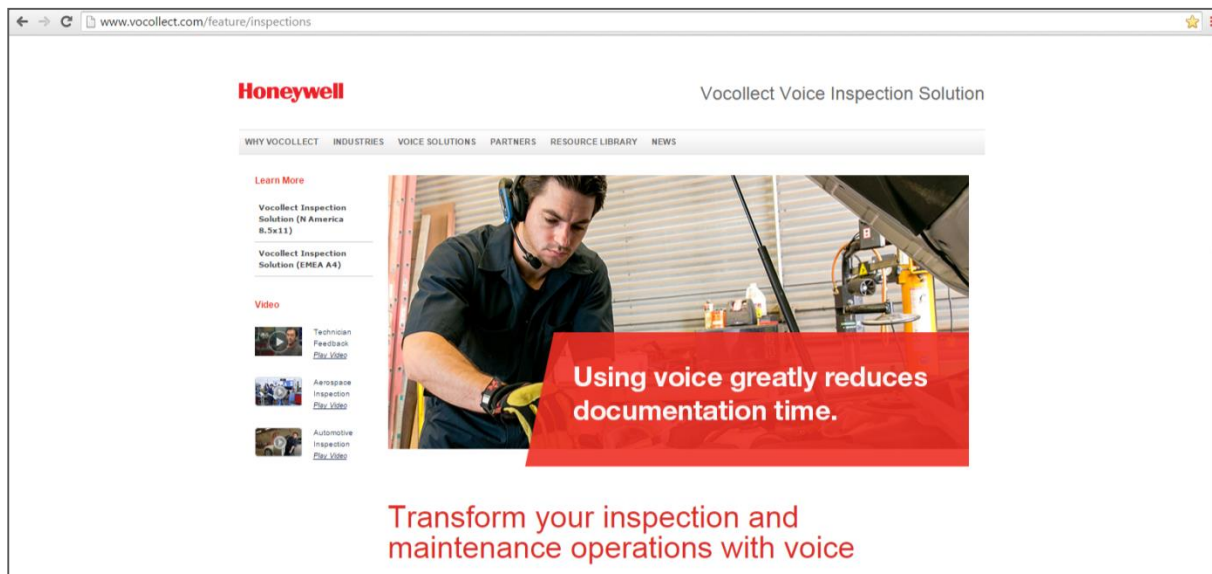 www.vocollect.com/feature/inspections
Honeywell
Vocollect Voice Inspection Solution
WHY VOCOLLECT INDUSTRIES VOICE SOLUTIONS PARTNERS RESOURCE LIBRARY NEWS
Learn More
Vocollect Inspection
Solution (N America
8.5x11)
Vocollect Inspection
Solution (EMEA A4)
Video
Technician
Feedback
Play Video
Aerospace
Inspection
Play Video
Automotive
Inspection
Play Video
Using voice greatly reduces
documentation time.
Transform your inspection and
maintenance operations with voice